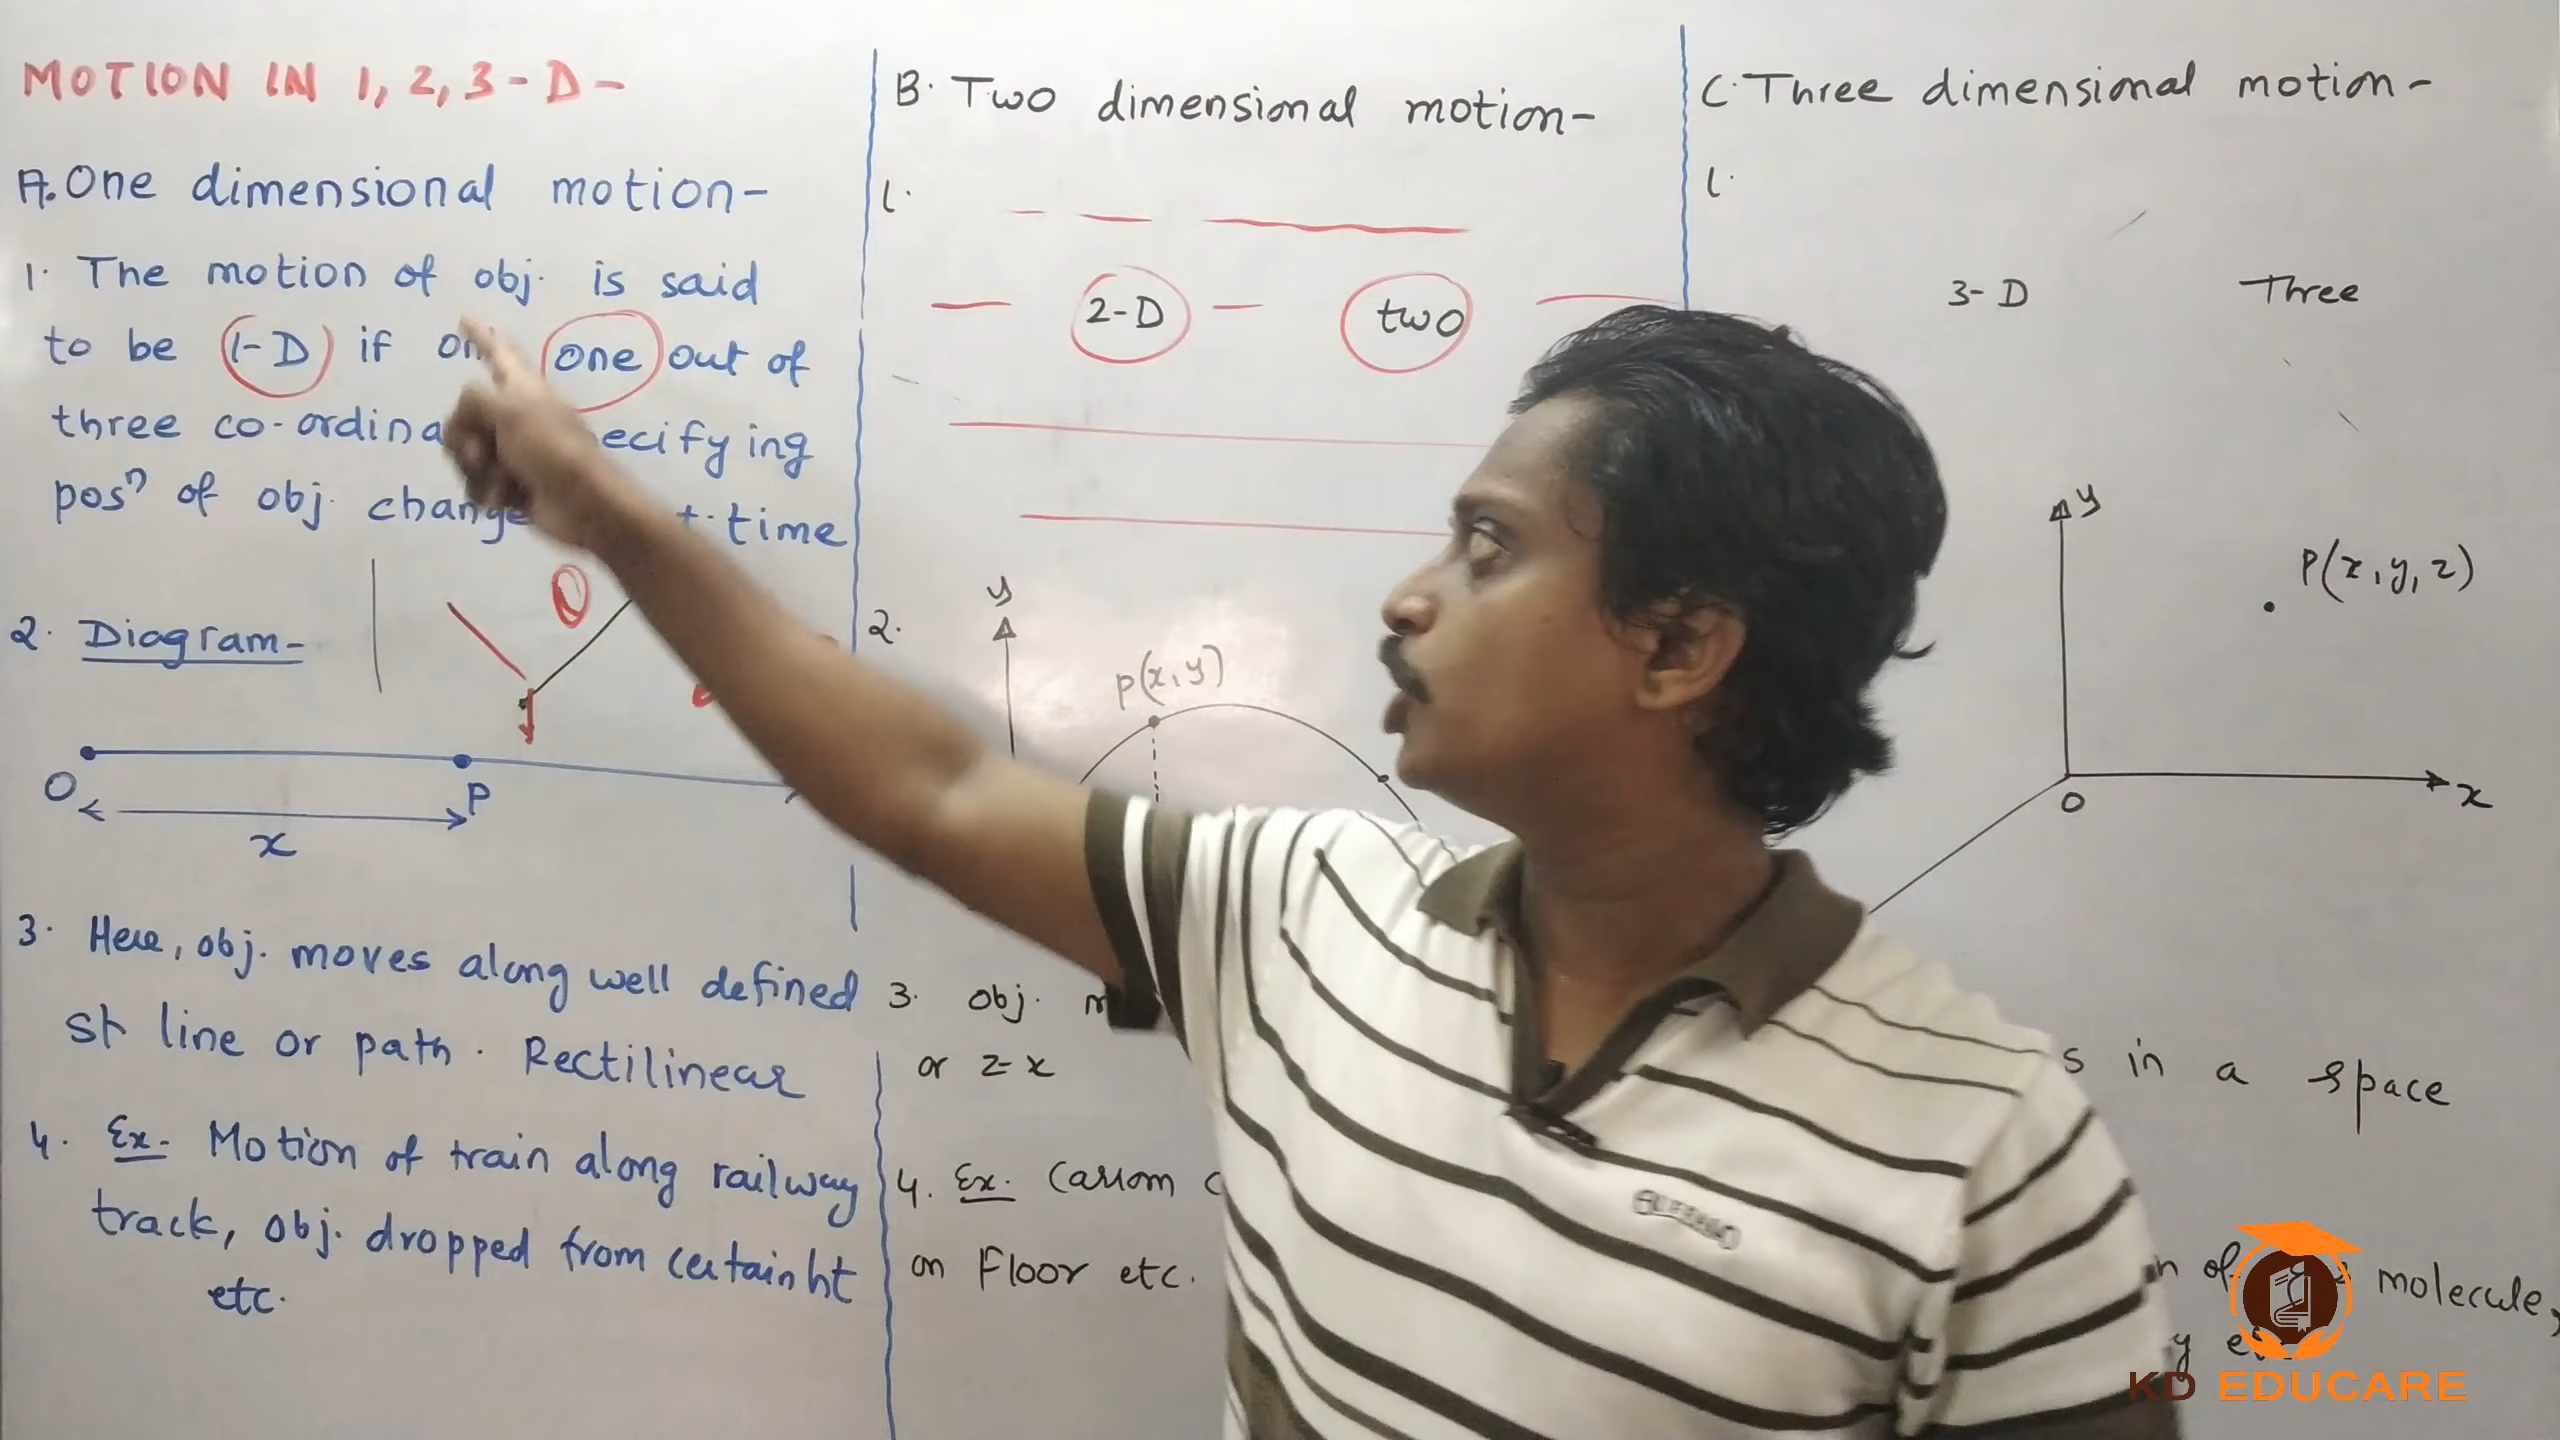 MOTION IN 1, 2, 3 - D -
A. One dimensional motion-
1. The motion of obj. is said
to be 1-D if one out of
three co-ordina ecifying
posⁿ of obj. change t. time
2. Diagram-
O
P
x
3. Here, obj. moves along well defined
st line or path. Rectilinear
4. Ex. Motion of train along railway
track, obj. dropped from certain ht
etc.
B. Two dimensional motion-
1.
2-D two
2.
y
P(x, y)
3. obj. m
or z-x
4. Ex. Carrom c
on Floor etc.
C. Three dimensional motion-
1.
3-D Three
y
P(x, y, z)
O
x
s in a space
n of molecule,
y
BUFFALO
KD EDUCARE